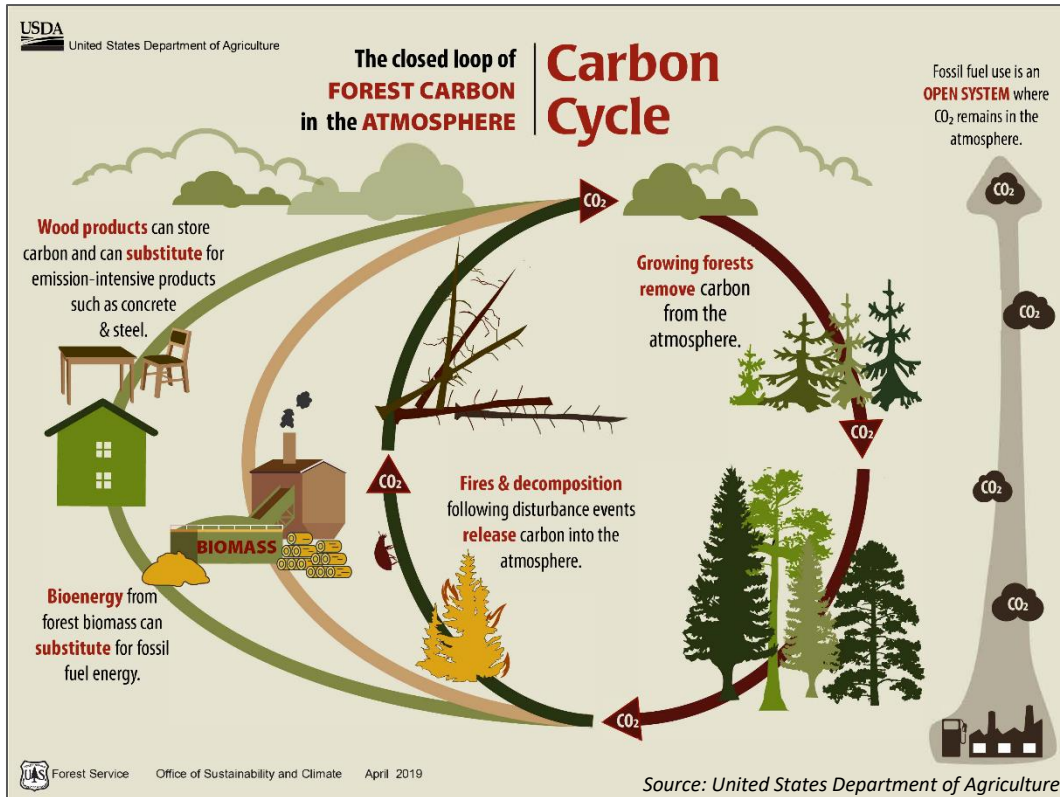 USDA
United States Department of Agriculture
The closed loop of
FOREST CARBON
in the ATMOSPHERE
Carbon
Cycle
Fossil fuel use is an
OPEN SYSTEM where
CO₂ remains in the
atmosphere.
CO₂
CO₂
Wood products can store
carbon and can substitute for
emission-intensive products
such as concrete
& steel.
Growing forests
remove carbon
from the
atmosphere.
CO₂
CO₂
CO₂
CO₂
Fires & decomposition
following disturbance events
release carbon into the
atmosphere.
BIOMASS
Bioenergy from
forest biomass can
substitute for fossil
fuel energy.
CO₂
CO₂
UAS
Forest Service
Office of Sustainability and Climate
April 2019
Source: United States Department of Agriculture